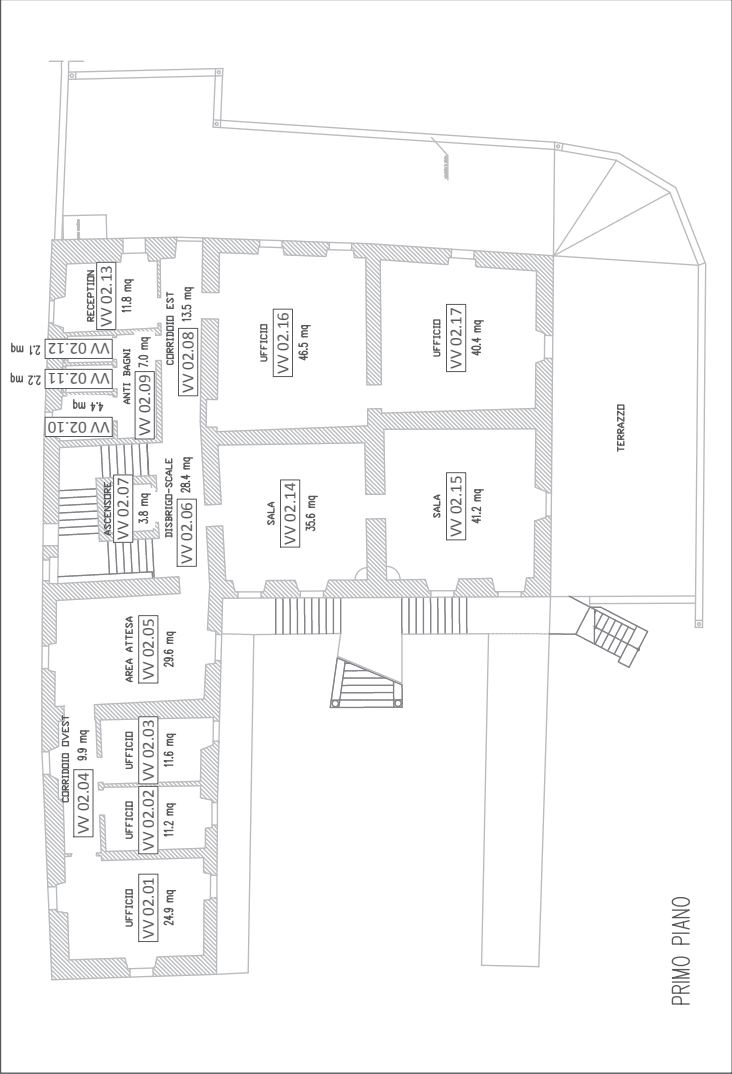 RECEPTION
VV 02.13
11.8 mq
VV 02.12
2.1 mq
VV 02.11
2.2 mq
VV 02.10
4.4 mq
ANTI BAGNI
VV 02.09
7.0 mq
CORRIDOIO EST
VV 02.08
13.5 mq
ASCENSORE
VV 02.07
3.8 mq
DISBRIGO-SCALE
VV 02.06
28.4 mq
AREA ATTESA
VV 02.05
29.6 mq
CORRIDOIO OVEST
VV 02.04
9.9 mq
UFFICIO
VV 02.03
11.6 mq
UFFICIO
VV 02.02
11.2 mq
UFFICIO
VV 02.01
24.9 mq
UFFICIO
VV 02.16
46.5 mq
UFFICIO
VV 02.17
40.4 mq
SALA
VV 02.14
35.6 mq
SALA
VV 02.15
41.2 mq
TERRAZZO
PRIMO PIANO